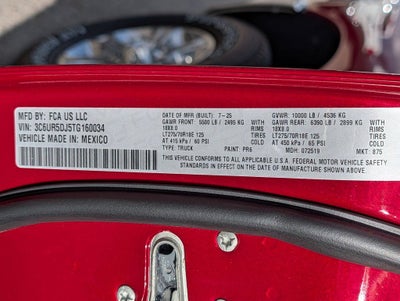 MFD BY: FCA US LLC
DATE OF MFR (BUILT): 7-25
GVWR: 10000 LB / 4536 KG
GAWR FRONT: 5500 LB / 2495 KG WITH
GAWR REAR: 6390 LB / 2899 KG WITH
VIN: 3C6UR5DJ5TG160034
18X8.0 RIMS
18X8.0 RIMS
VEHICLE MADE IN: MEXICO
LT275/70R18E 125 TIRES
LT275/70R18E 125 TIRES
AT 415 kPa / 60 PSI COLD
AT 450 kPa / 65 PSI COLD
TYPE: TRUCK PAINT: PR6 MDH: 072519 MKT: 875
THIS VEHICLE CONFORMS TO ALL APPLICABLE U.S.A. FEDERAL MOTOR VEHICLE SAFETY
STANDARDS IN EFFECT ON THE DATE OF MANUFACTURE SHOWN ABOVE.